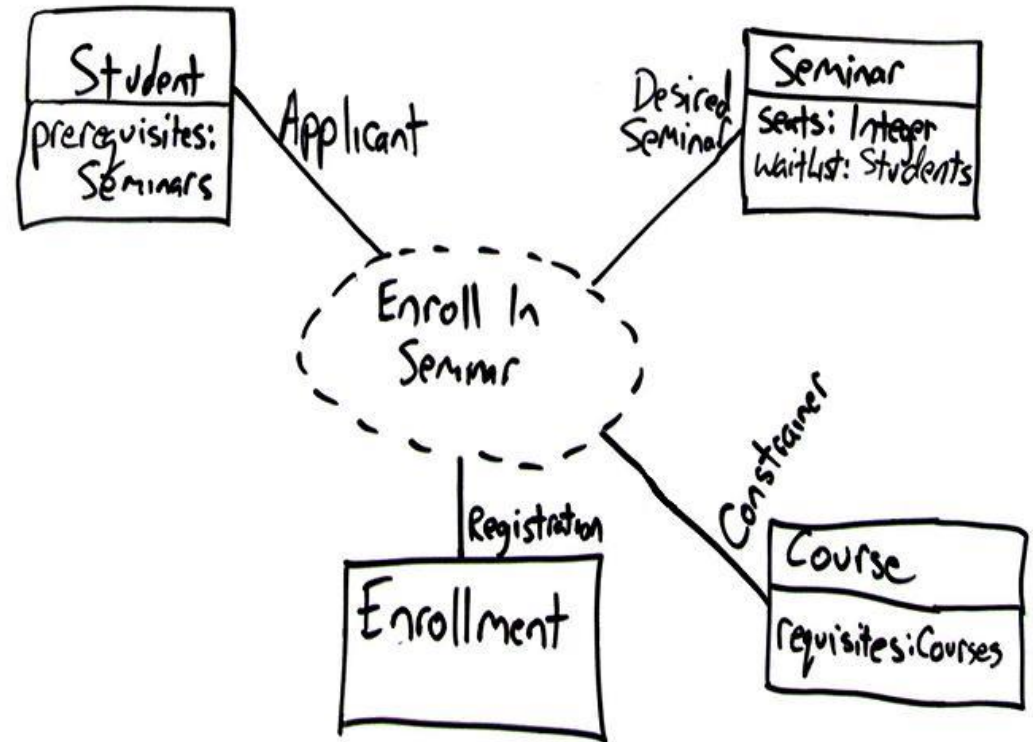 Student
prerequisites:
Seminars
Applicant
Desired
Seminar
Seminar
seats: Integer
waitlist: Students
Enroll In
Seminar
Registration
Enrollment
Constrainer
Course
requisites:Courses